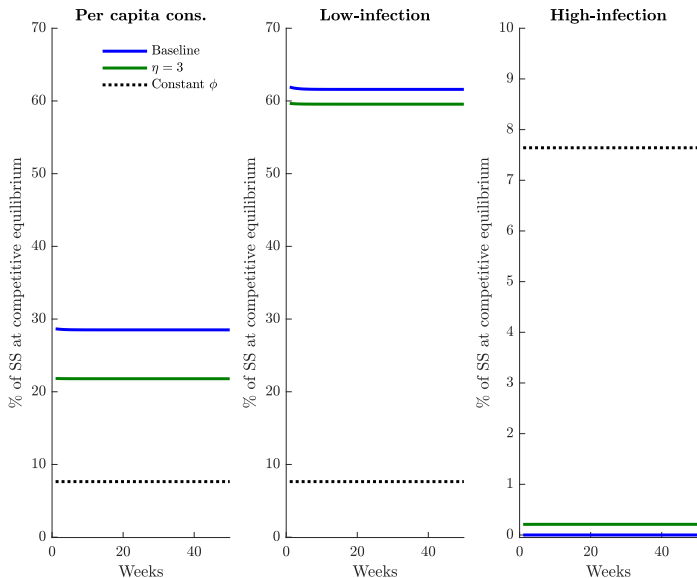 Per capita cons.
Baseline
η = 3
Constant ϕ
% of SS at competitive equilibrium
70
60
50
40
30
20
10
0
0 20 40
Weeks
Low-infection
% of SS at competitive equilibrium
70
60
50
40
30
20
10
0
0 20 40
Weeks
High-infection
% of SS at competitive equilibrium
10
9
8
7
6
5
4
3
2
1
0
0 20 40
Weeks